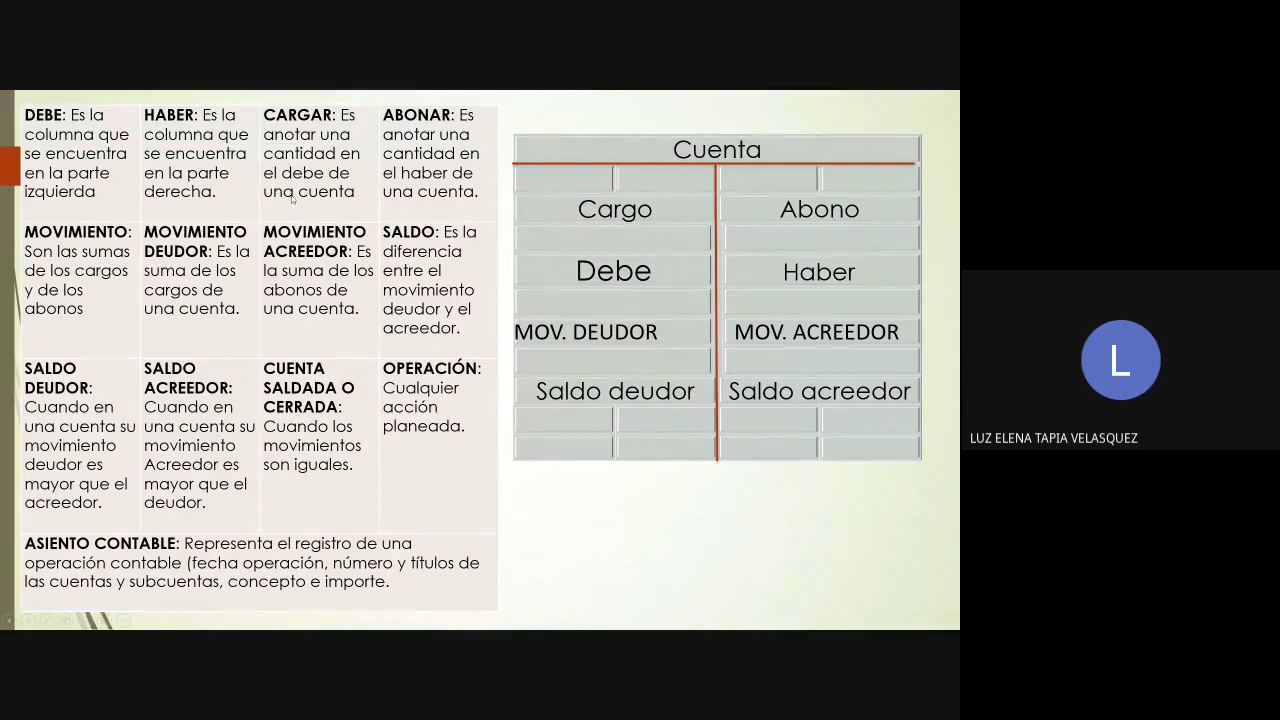 DEBE: Es la
columna que
se encuentra
en la parte
izquierda
HABER: Es la
columna que
se encuentra
en la parte
derecha.
CARGAR: Es
anotar una
cantidad en
el debe de
una cuenta
ABONAR: Es
anotar una
cantidad en
el haber de
una cuenta.
MOVIMIENTO:
Son las sumas
de los cargos
y de los
abonos
MOVIMIENTO
DEUDOR: Es la
suma de los
cargos de
una cuenta.
MOVIMIENTO
ACREEDOR: Es
la suma de los
abonos de
una cuenta.
SALDO: Es la
diferencia
entre el
movimiento
deudor y el
acreedor.
SALDO
DEUDOR:
Cuando en
una cuenta su
movimiento
deudor es
mayor que el
acreedor.
SALDO
ACREEDOR:
Cuando en
una cuenta su
movimiento
Acreedor es
mayor que el
deudor.
CUENTA
SALDADA O
CERRADA:
Cuando los
movimientos
son iguales.
OPERACIÓN:
Cualquier
acción
planeada.
ASIENTO CONTABLE: Representa el registro de una
operación contable (fecha operación, número y títulos de
las cuentas y subcuentas, concepto e importe.
Cuenta
Cargo
Abono
Debe
Haber
MOV. DEUDOR
MOV. ACREEDOR
Saldo deudor
Saldo acreedor
L
LUZ ELENA TAPIA VELASQUEZ